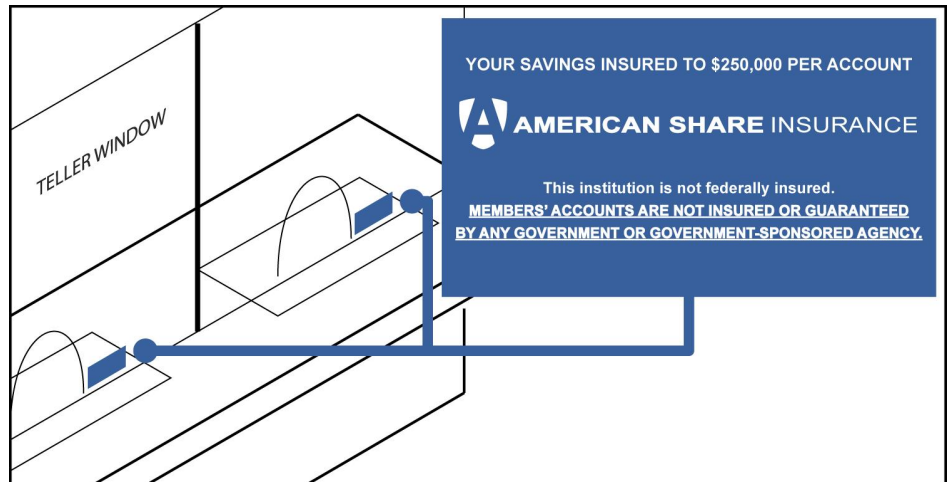 TELLER WINDOW
YOUR SAVINGS INSURED TO $250,000 PER ACCOUNT
AMERICAN SHARE INSURANCE
This institution is not federally insured.
MEMBERS' ACCOUNTS ARE NOT INSURED OR GUARANTEED
BY ANY GOVERNMENT OR GOVERNMENT-SPONSORED AGENCY.